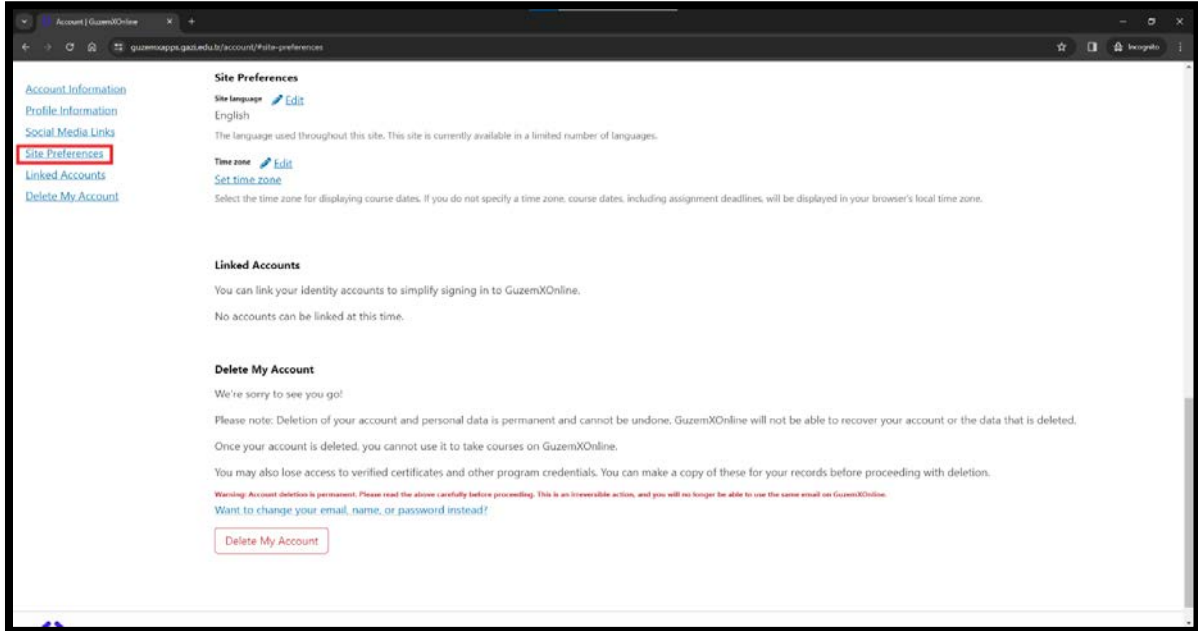 Account | GuzemXOnline
guzemxapps.gazi.edu.tr/account/#site-preferences
Incognito
Account Information
Profile Information
Social Media Links
Site Preferences
Linked Accounts
Delete My Account
Site Preferences
Site language Edit
English
The language used throughout this site. This site is currently available in a limited number of languages.
Time zone Edit
Set time zone
Select the time zone for displaying course dates. If you do not specify a time zone, course dates, including assignment deadlines, will be displayed in your browser's local time zone.
Linked Accounts
You can link your identity accounts to simplify signing in to GuzemXOnline.
No accounts can be linked at this time.
Delete My Account
We're sorry to see you go!
Please note: Deletion of your account and personal data is permanent and cannot be undone. GuzemXOnline will not be able to recover your account or the data that is deleted.
Once your account is deleted, you cannot use it to take courses on GuzemXOnline.
You may also lose access to verified certificates and other program credentials. You can make a copy of these for your records before proceeding with deletion.
Warning: Account deletion is permanent. Please read the above carefully before proceeding. This is an irreversible action, and you will no longer be able to use the same email on GuzemXOnline.
Want to change your email, name, or password instead?
Delete My Account